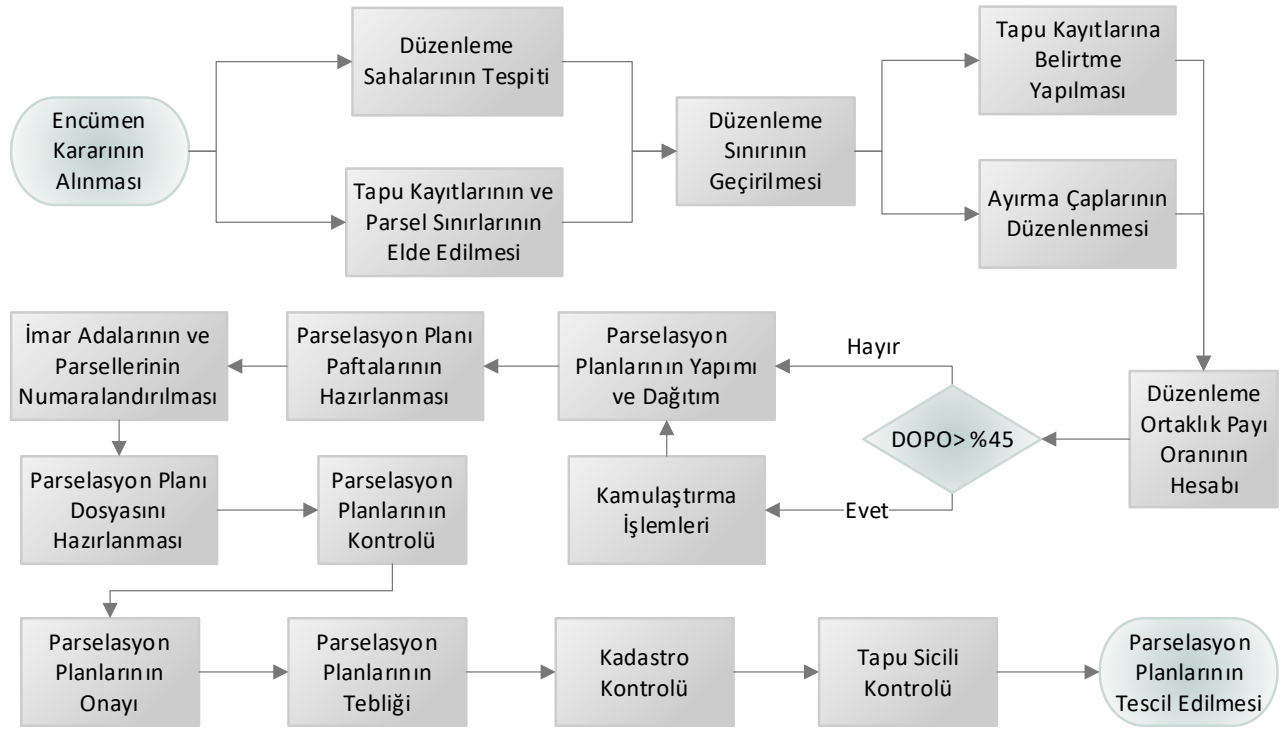 Encümen
Kararının
Alınması
Düzenleme
Sahalarının Tespiti
Tapu Kayıtlarının ve
Parsel Sınırlarının
Elde Edilmesi
Düzenleme
Sınırının
Geçirilmesi
Tapu Kayıtlarına
Belirtme
Yapılması
Ayırma Çaplarının
Düzenlenmesi
Düzenleme
Ortaklık Payı
Oranının
Hesabı
DOPO> %45
Hayır
Evet
Kamulaştırma
İşlemleri
Parselasyon
Planlarının Yapımı
ve Dağıtım
Parselasyon Planı
Paftalarının
Hazırlanması
İmar Adalarının ve
Parsellerinin
Numaralandırılması
Parselasyon Planı
Dosyasını
Hazırlanması
Parselasyon
Planlarının
Kontrolü
Parselasyon
Planlarının
Onayı
Parselasyon
Planlarının
Tebliği
Kadastro
Kontrolü
Tapu Sicili
Kontrolü
Parselasyon
Planlarının
Tescil Edilmesi